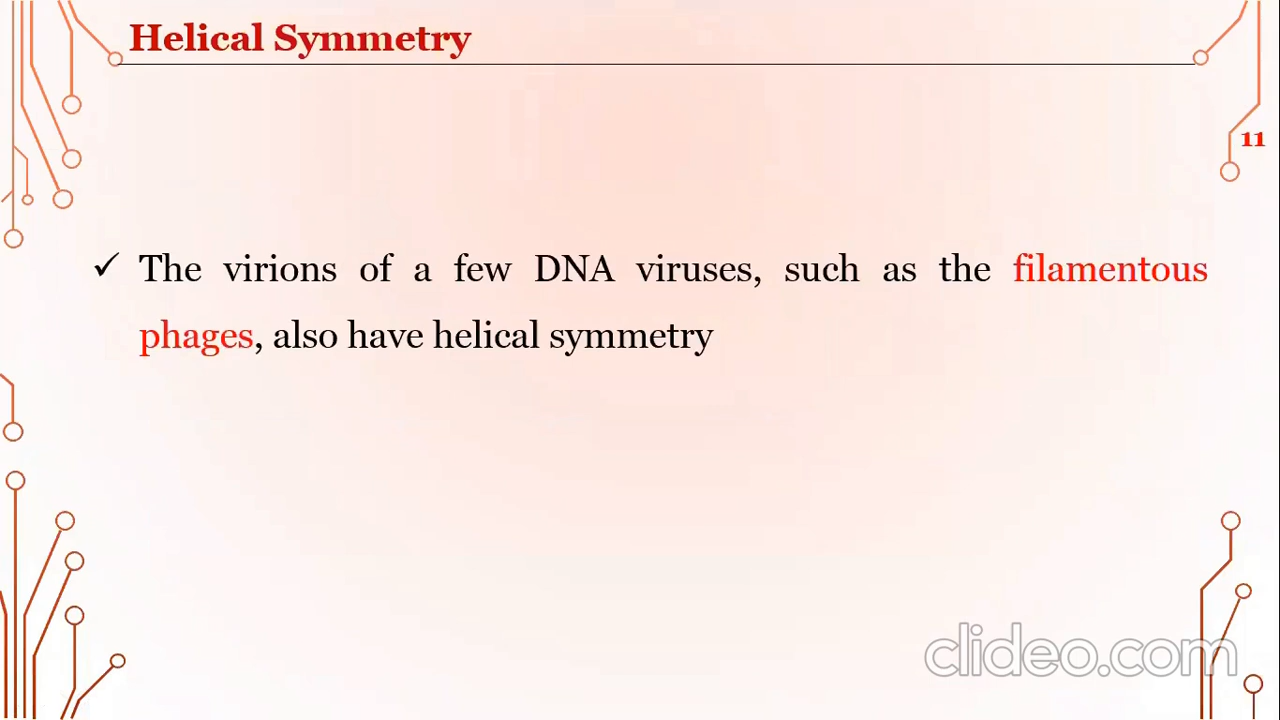 Helical Symmetry
11
✓ The virions of a few DNA viruses, such as the filamentous
phages, also have helical symmetry
clideo.com